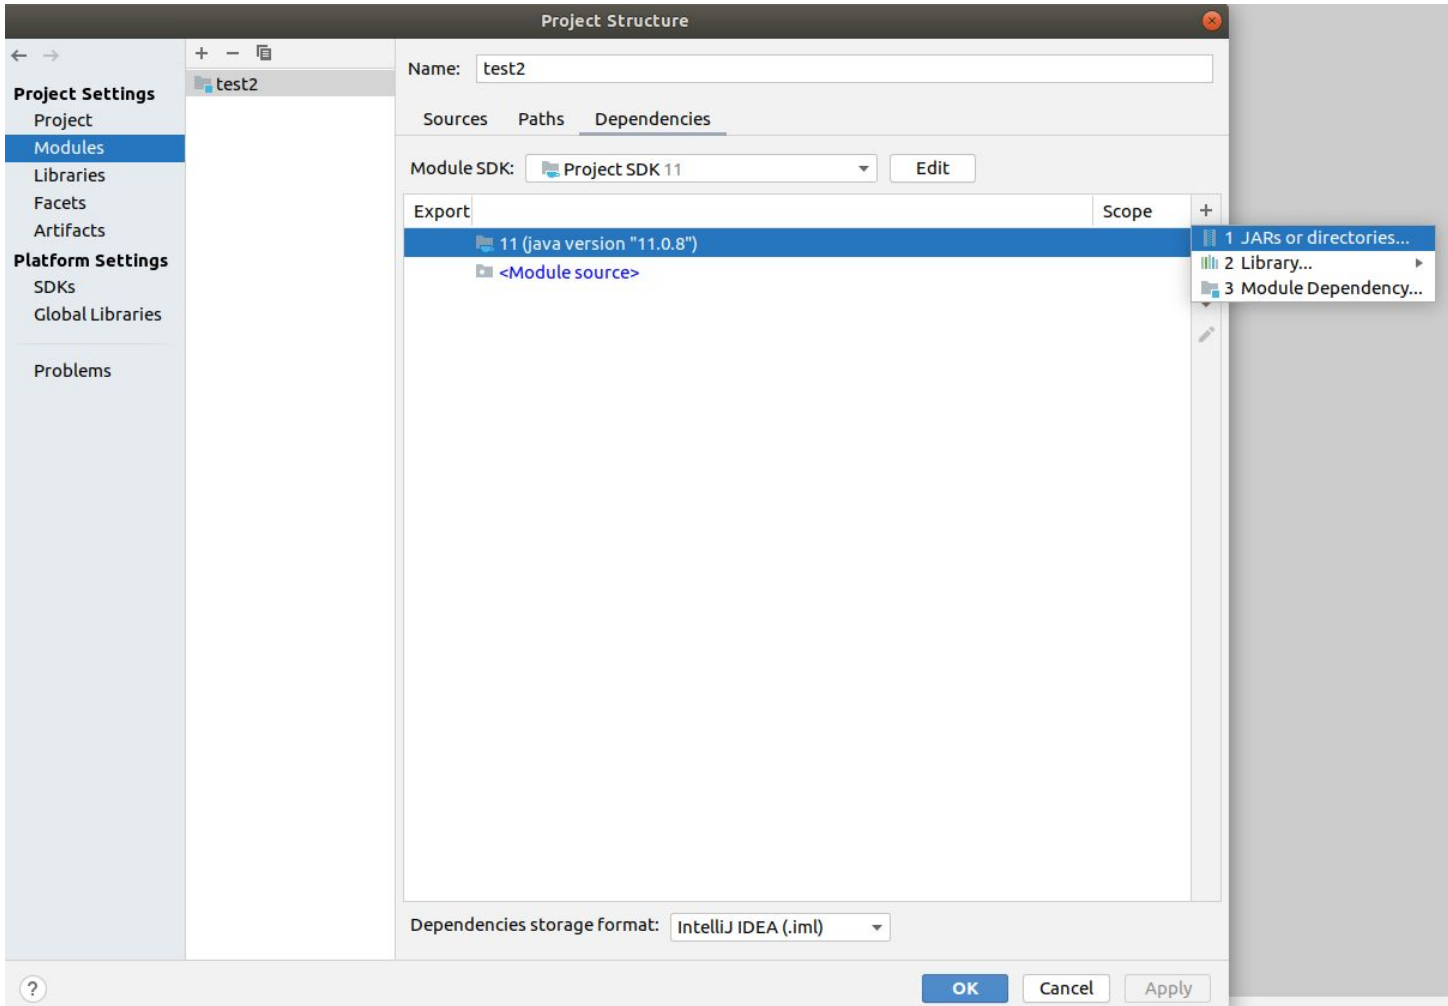 Project Structure
Project Settings
Project
Modules
Libraries
Facets
Artifacts
Platform Settings
SDKs
Global Libraries
Problems
test2
Name: test2
Sources Paths Dependencies
Module SDK: Project SDK 11 Edit
Export Scope
11 (java version "11.0.8")
<Module source>
1 JARs or directories...
2 Library...
3 Module Dependency...
Dependencies storage format: IntelliJ IDEA (.iml)
? OK Cancel Apply